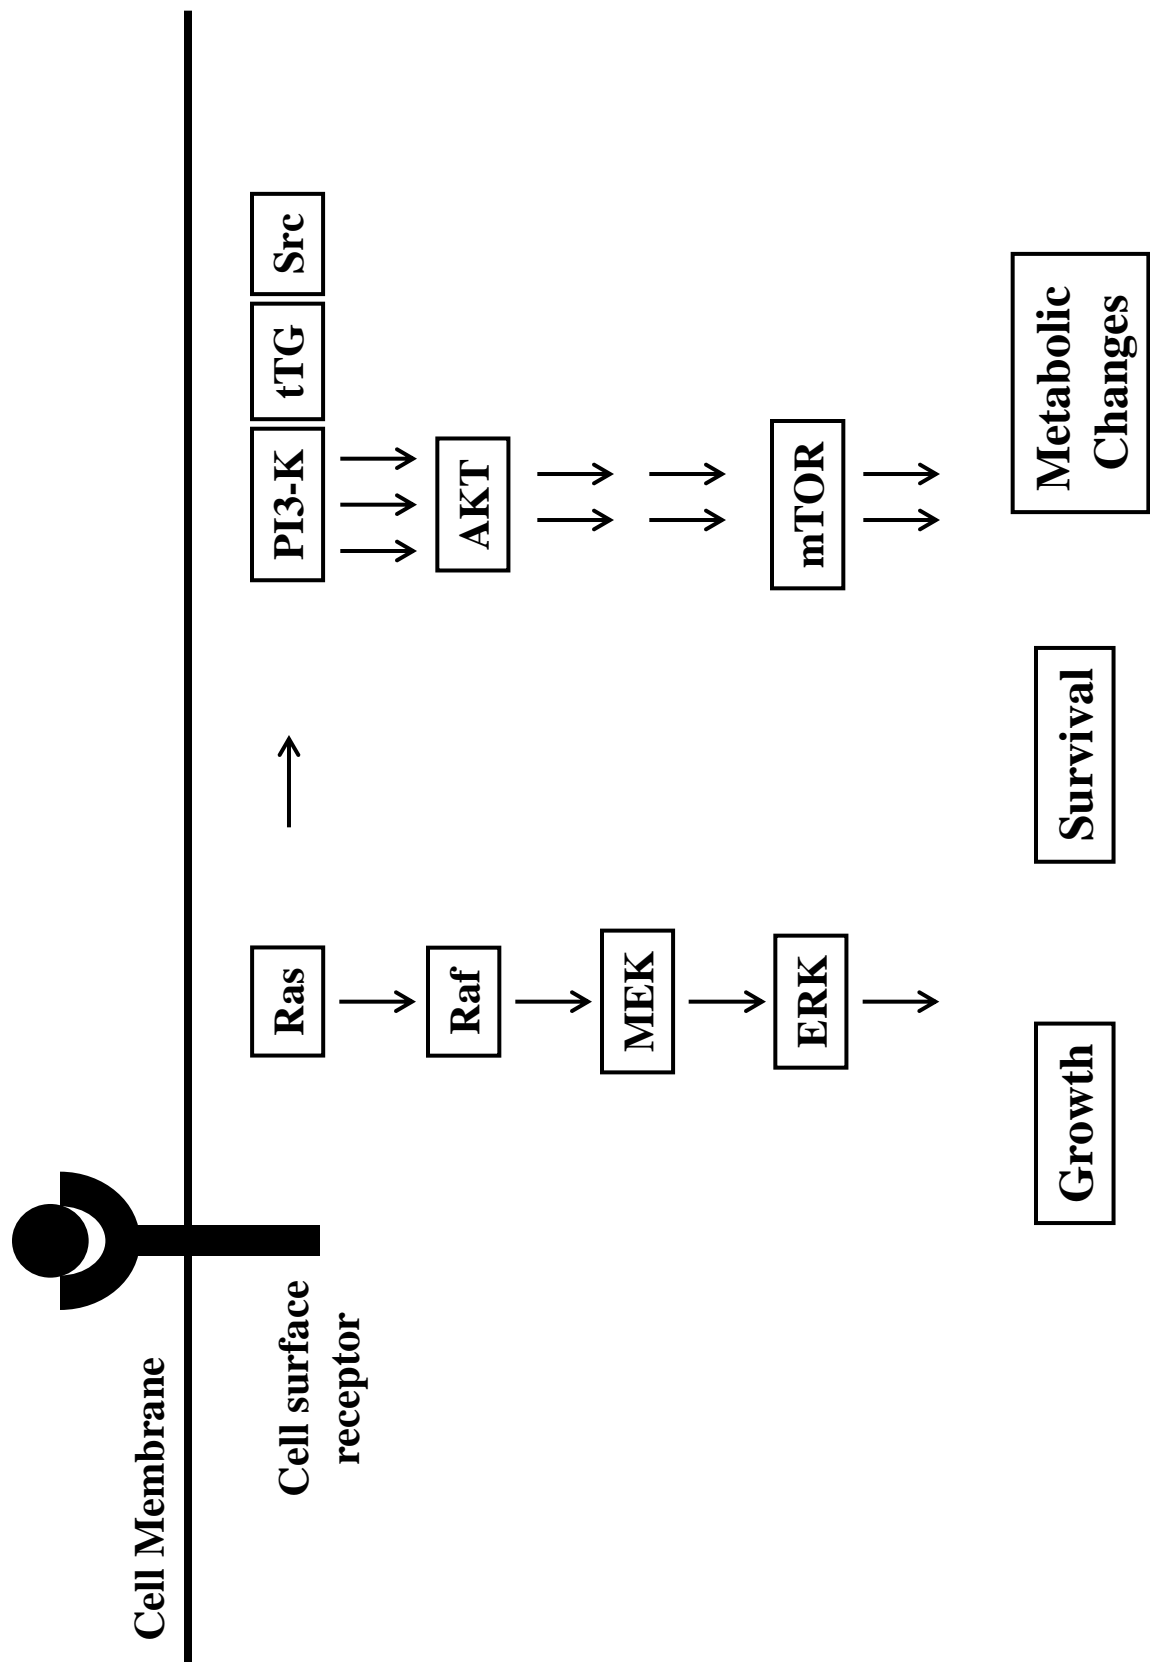 Cell Membrane
Cell surface
receptor
Ras
PI3-K
tTG
Src
Raf
AKT
MEK
ERK
mTOR
Growth
Survival
Metabolic
Changes